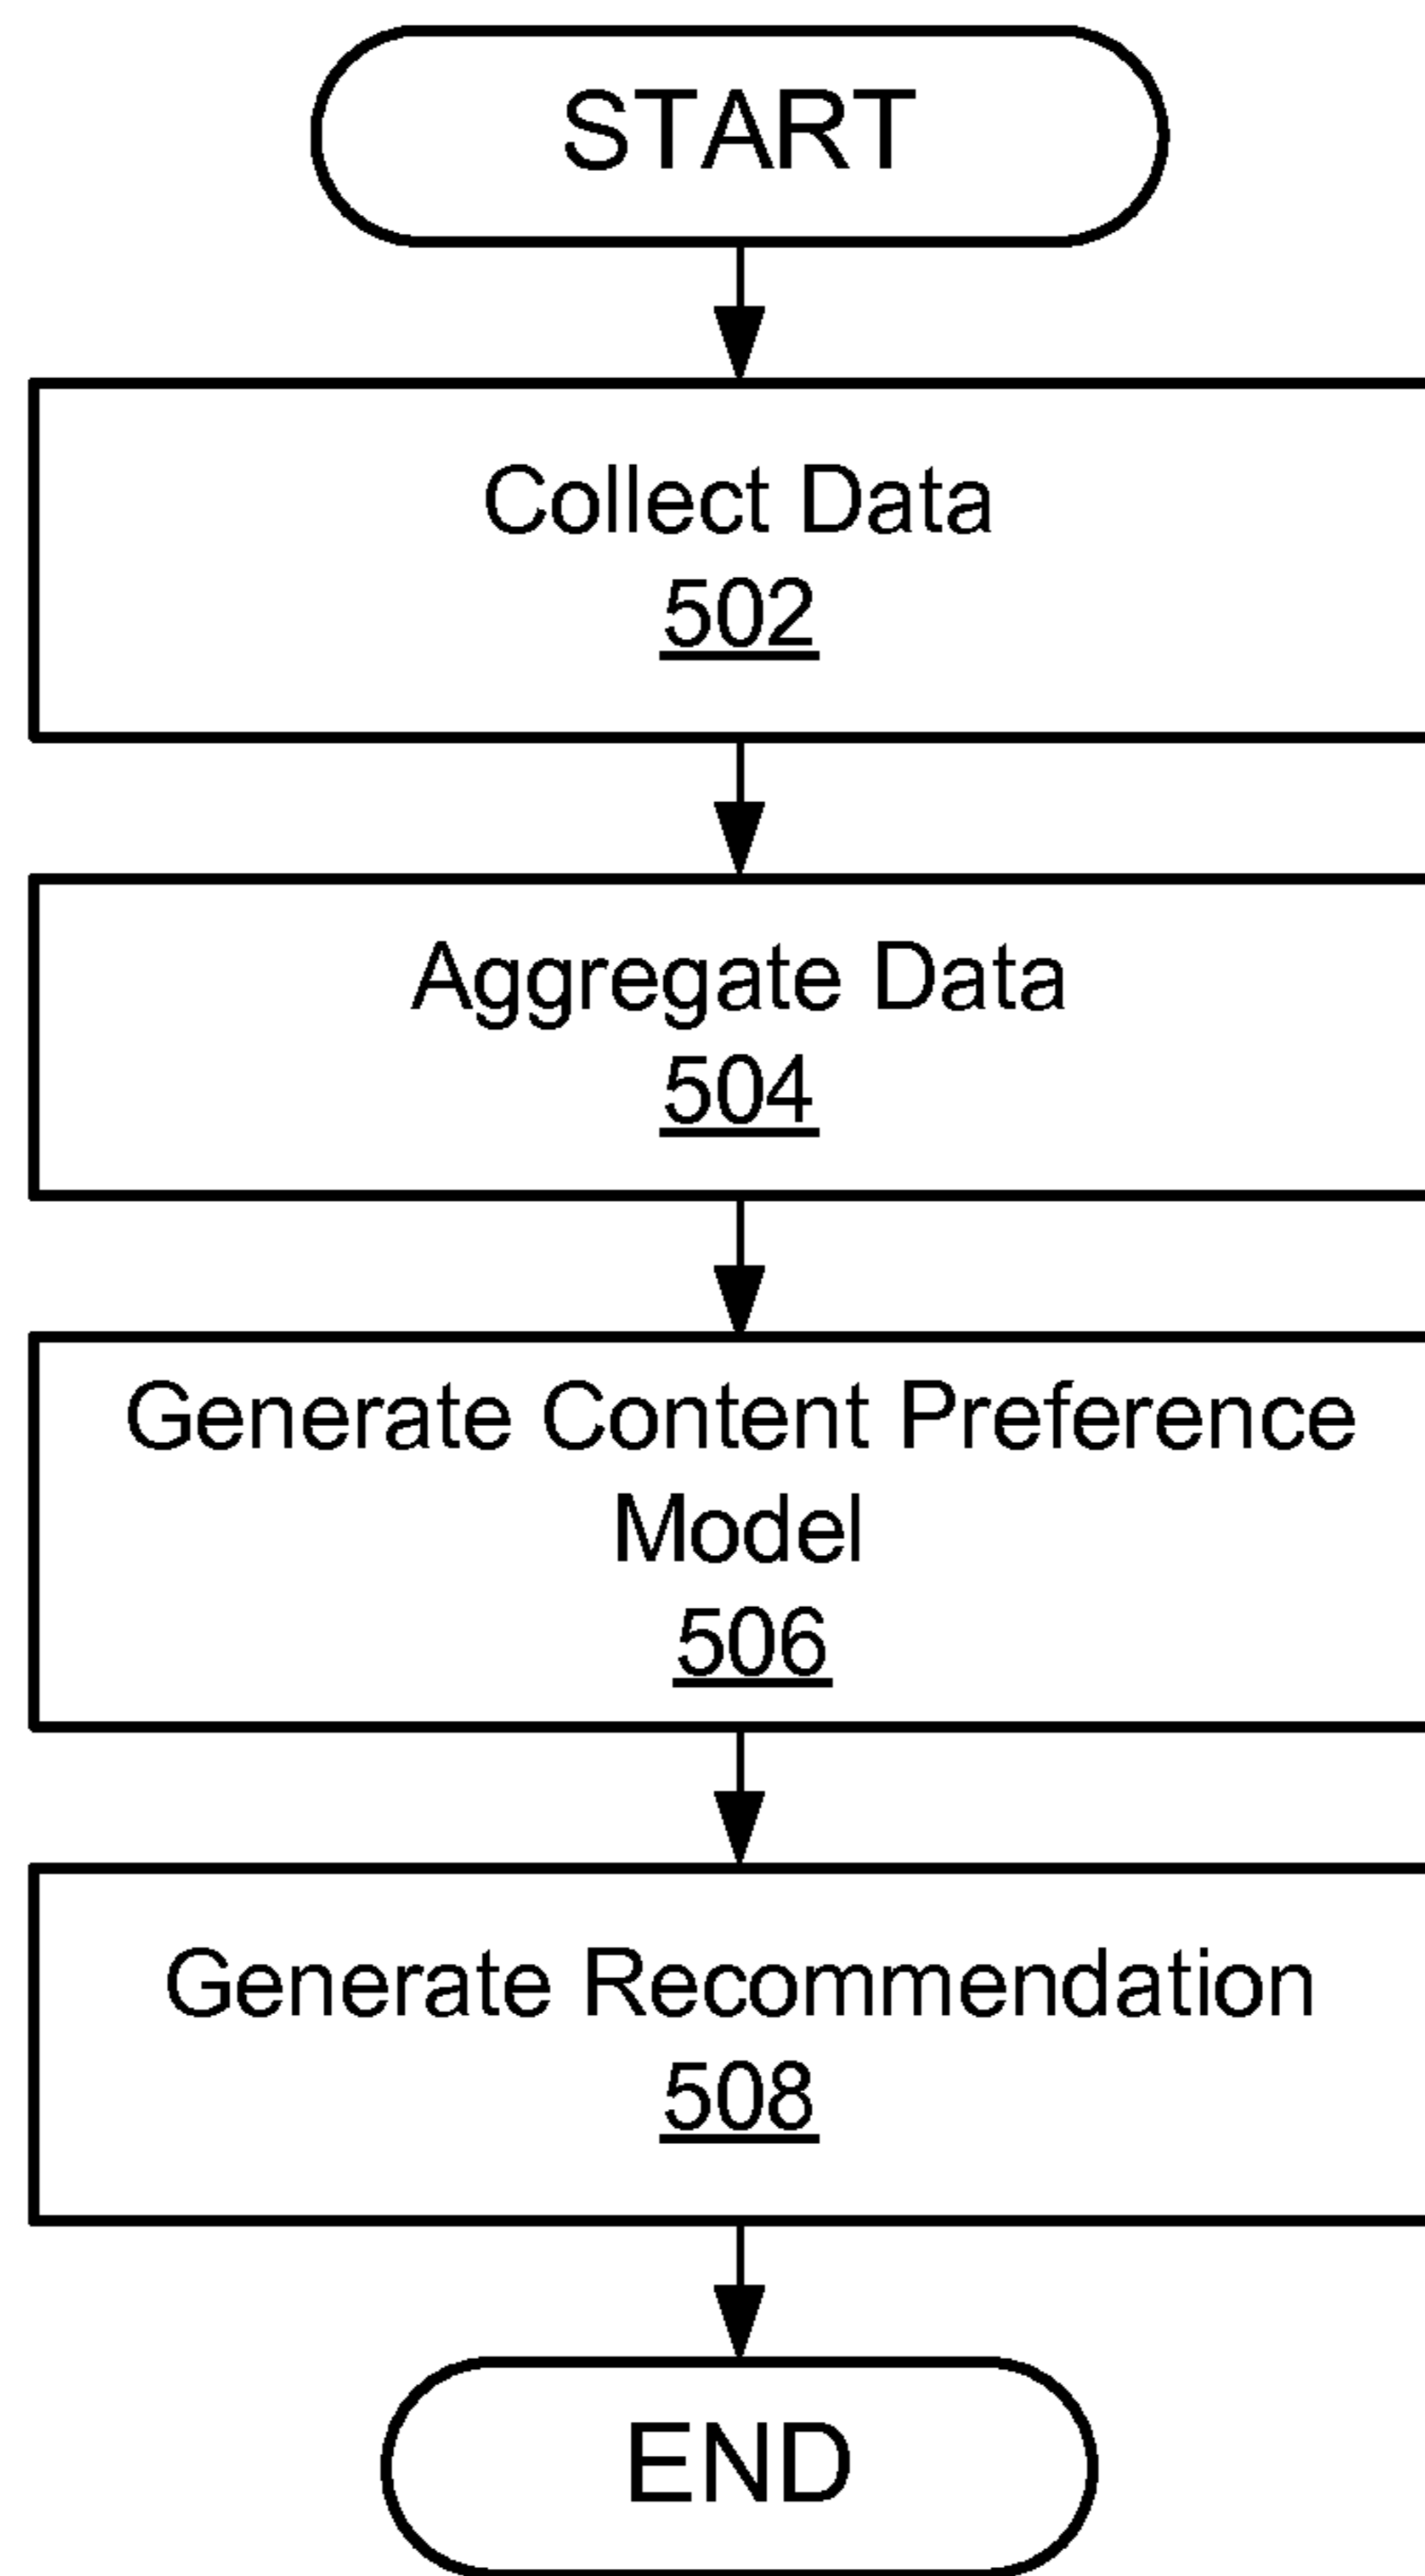 START
Collect Data
502
Aggregate Data
504
Generate Content Preference
Model
506
Generate Recommendation
508
END